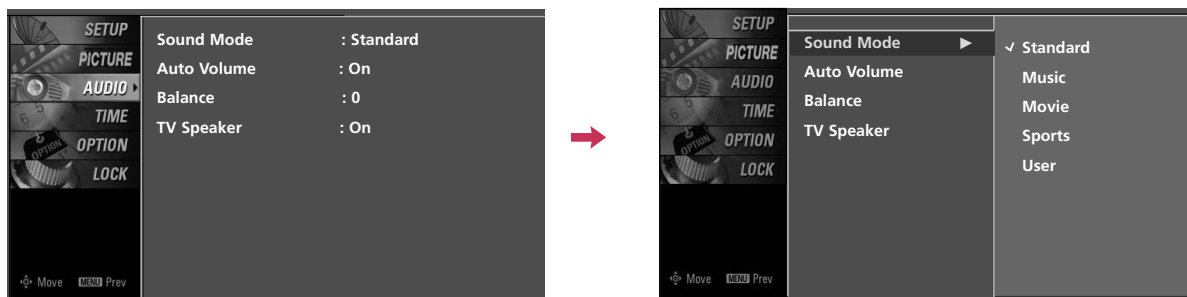 SETUP
PICTURE
AUDIO
TIME
OPTION
LOCK
Sound Mode : Standard
Auto Volume : On
Balance : 0
TV Speaker : On
Move MENU Prev
SETUP
PICTURE
AUDIO
TIME
OPTION
LOCK
Sound Mode ▶
Auto Volume
Balance
TV Speaker
✓ Standard
Music
Movie
Sports
User
Move MENU Prev